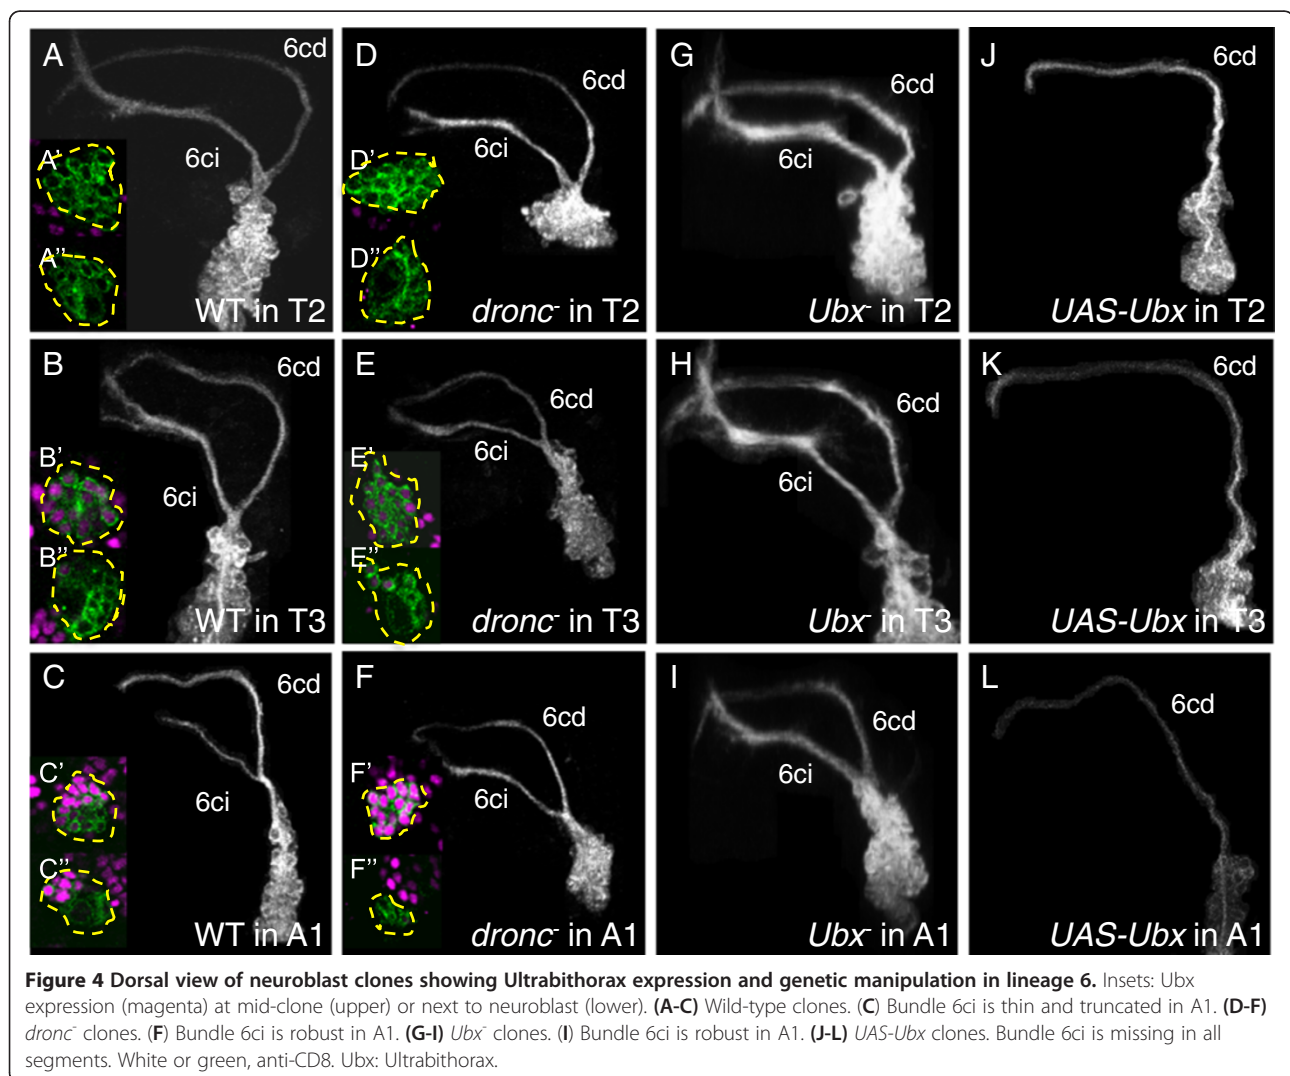 A
6cd
6ci
A'
A''
WT in T2
D
6cd
6ci
D'
D''
dronc⁻ in T2
G
6cd
6ci
Ubx⁻ in T2
J
6cd
UAS-Ubx in T2
B
6cd
B'
6ci
B''
WT in T3
E
6cd
6ci
E'
E''
dronc⁻ in T3
H
6cd
6ci
Ubx⁻ in T3
K
6cd
UAS-Ubx in T3
C
6cd
C'
6ci
C''
WT in A1
F
6cd
F'
6ci
F''
dronc⁻ in A1
I
6cd
6ci
Ubx⁻ in A1
L
6cd
UAS-Ubx in A1
Figure 4 Dorsal view of neuroblast clones showing Ultrabithorax expression and genetic manipulation in lineage 6. Insets: Ubx
expression (magenta) at mid-clone (upper) or next to neuroblast (lower). (A-C) Wild-type clones. (C) Bundle 6ci is thin and truncated in A1. (D-F)
dronc⁻ clones. (F) Bundle 6ci is robust in A1. (G-I) Ubx⁻ clones. (I) Bundle 6ci is robust in A1. (J-L) UAS-Ubx clones. Bundle 6ci is missing in all
segments. White or green, anti-CD8. Ubx: Ultrabithorax.